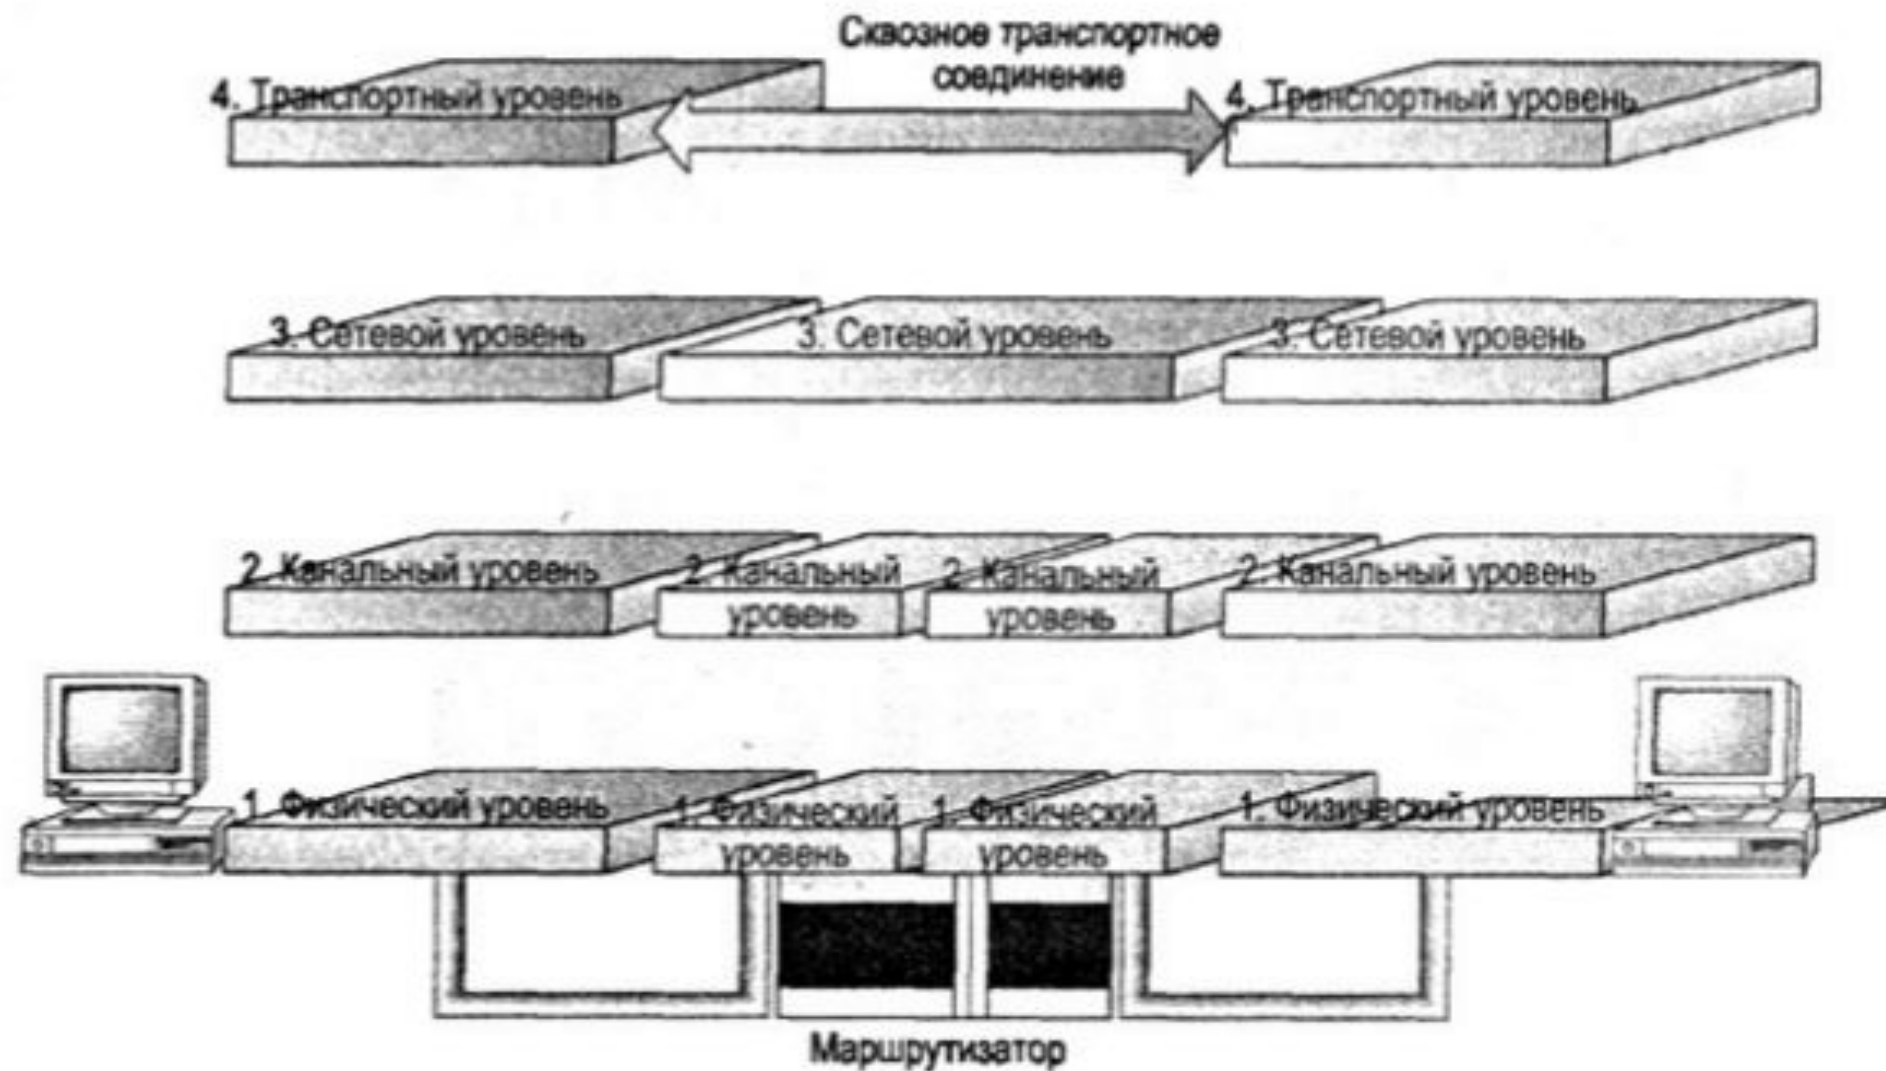 Сквозное транспортное
соединение
4. Транспортный уровень
4. Транспортный уровень
3. Сетевой уровень
3. Сетевой уровень
3. Сетевой уровень
2. Канальный уровень
2. Канальный
уровень
2. Канальный
уровень
2. Канальный уровень
1. Физический уровень
1. Физический
уровень
1. Физический
уровень
1. Физический уровень
Маршрутизатор